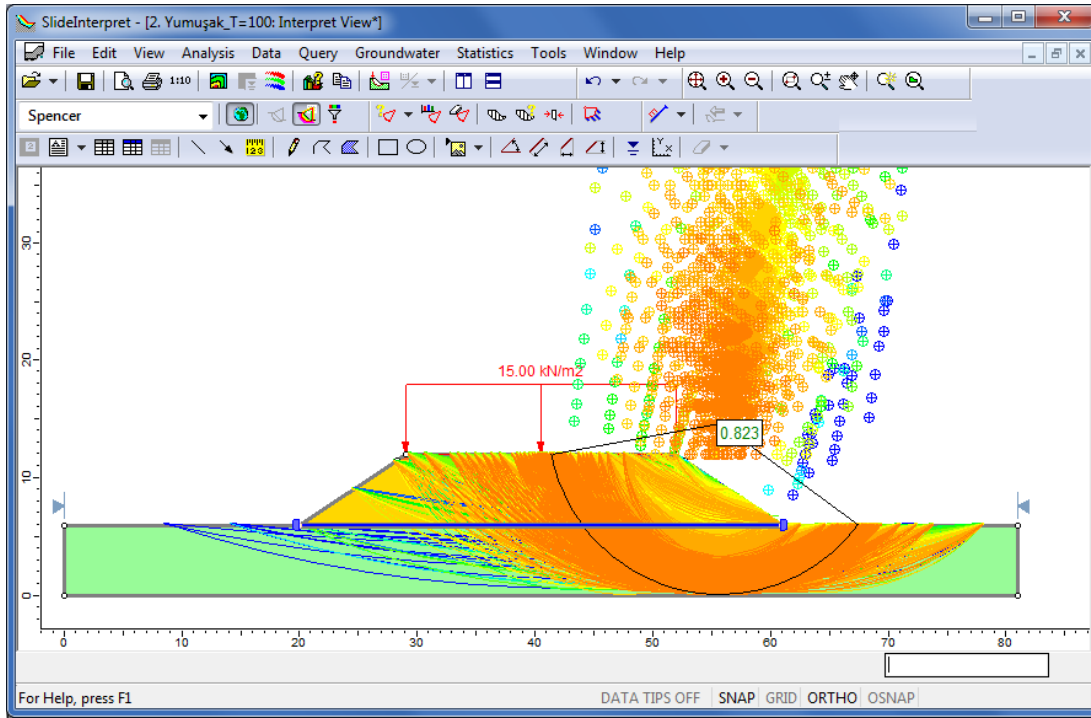 SlideInterpret - [2. Yumuşak_T=100: Interpret View*]
File Edit View Analysis Data Query Groundwater Statistics Tools Window Help
1:10
Spencer
2
123
30
20
10
0
15.00 kN/m2
0.823
0 10 20 30 40 50 60 70 80
For Help, press F1
DATA TIPS OFF SNAP GRID ORTHO OSNAP